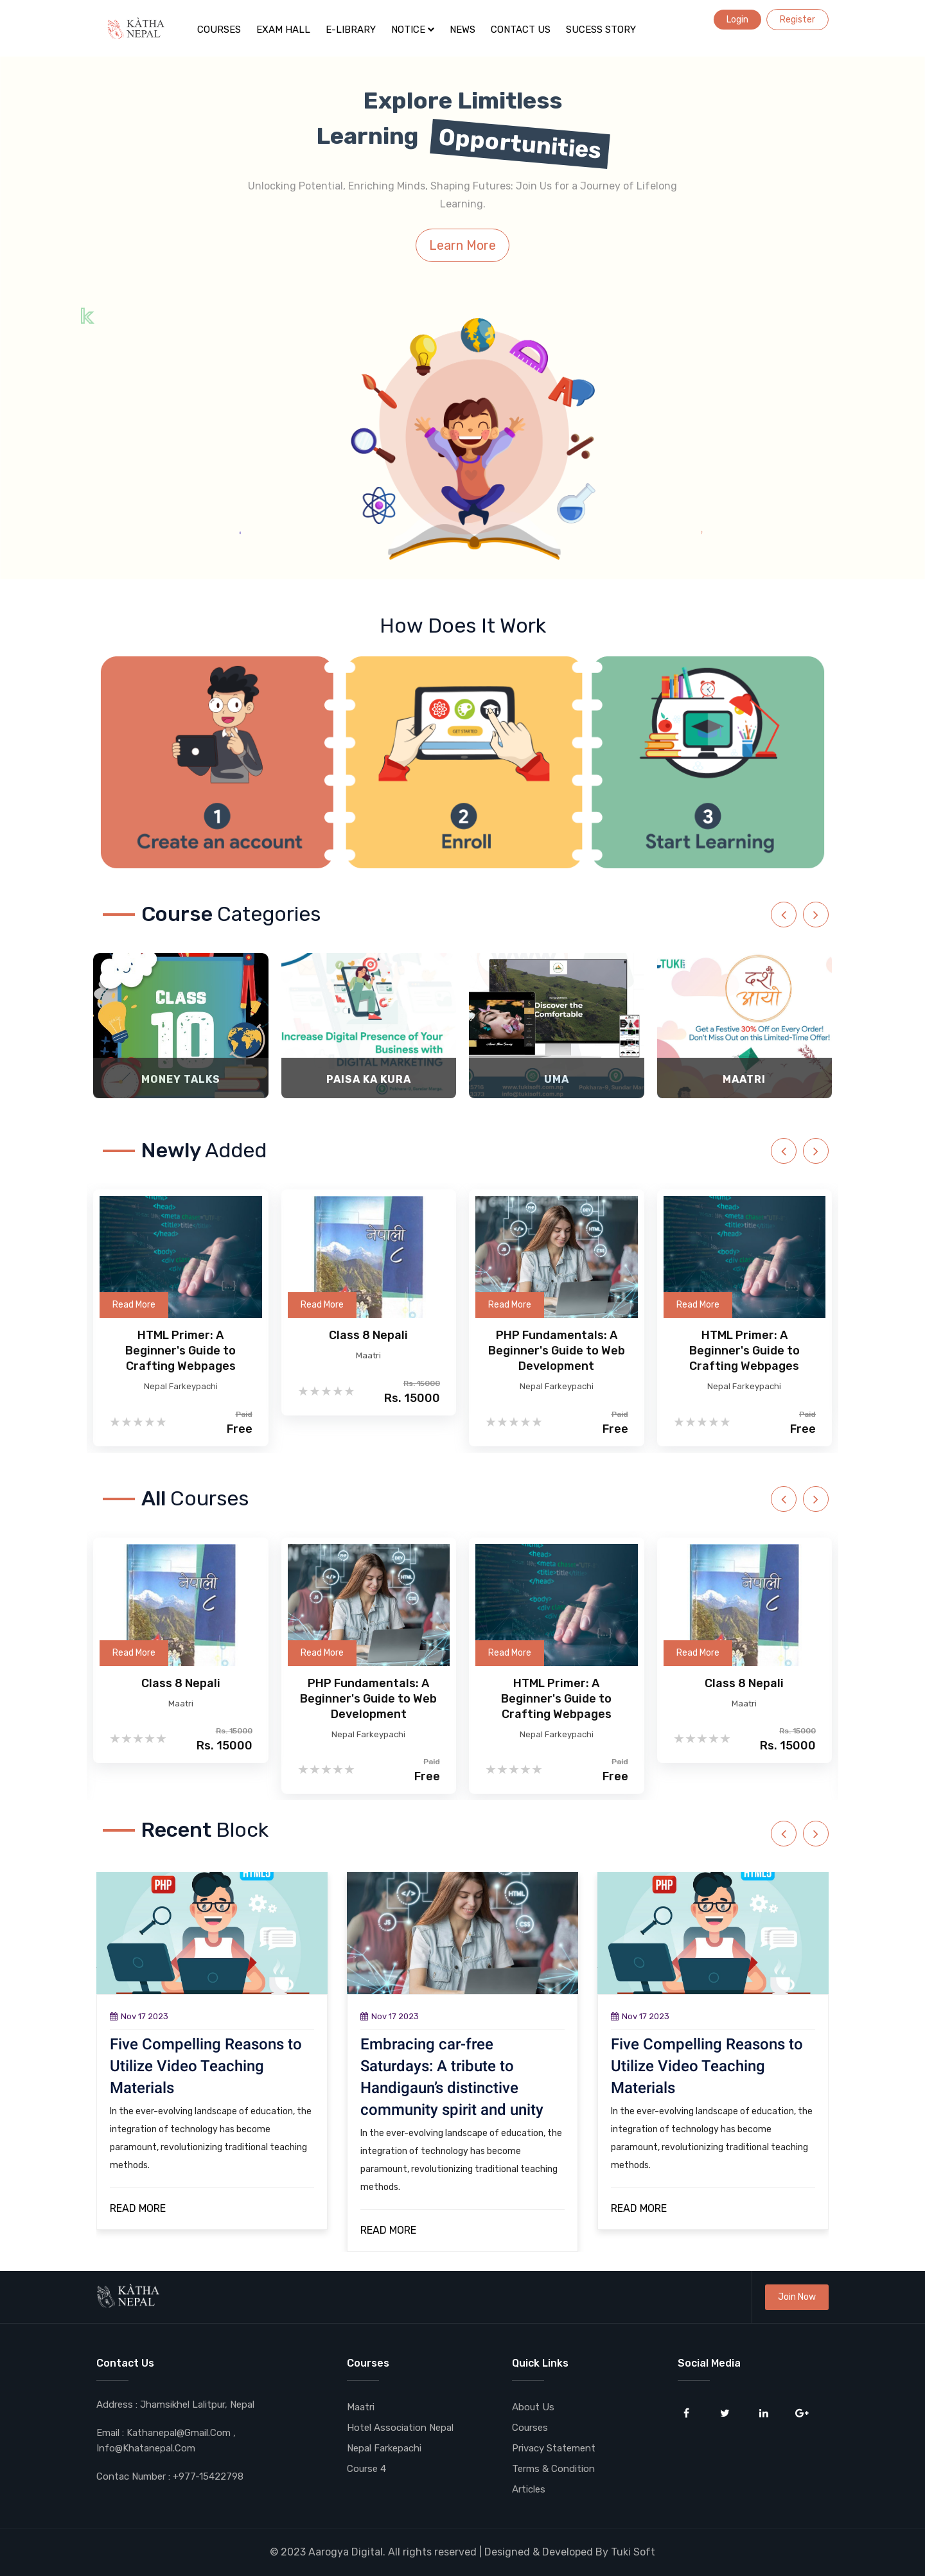 KÀTHA
NEPAL
COURSES EXAM HALL E-LIBRARY NOTICE NEWS CONTACT US SUCESS STORY
Login Register
Explore Limitless
Learning Opportunities
Unlocking Potential, Enriching Minds, Shaping Futures: Join Us for a Journey of Lifelong
Learning.
Learn More
k
How Does It Work
GET STARTED
1 2 3
Create an account Enroll Start Learning
Course Categories
CLASS
10
MONEY TALKS
Increase Digital Presence of Your
Business with
DIGITAL MARKETING
PAISA KA KURA
Discover the
Comfortable
UMA
TUKI
दशैं
आयो
Get a Festive 30% Off on Every Order!
Don't Miss Out on this Limited-Time Offer!
MAATRI
Newly Added
नेपाली
८
Read More Read More Read More Read More
HTML Primer: A
Beginner's Guide to
Crafting Webpages
Nepal Farkeypachi
Paid
Free
Class 8 Nepali
Maatri
Rs. 15000
Rs. 15000
PHP Fundamentals: A
Beginner's Guide to Web
Development
Nepal Farkeypachi
Paid
Free
HTML Primer: A
Beginner's Guide to
Crafting Webpages
Nepal Farkeypachi
Paid
Free
All Courses
नेपाली
८
नेपाली
८
Read More Read More Read More Read More
Class 8 Nepali
Maatri
Rs. 15000
Rs. 15000
PHP Fundamentals: A
Beginner's Guide to Web
Development
Nepal Farkeypachi
Paid
Free
HTML Primer: A
Beginner's Guide to
Crafting Webpages
Nepal Farkeypachi
Paid
Free
Class 8 Nepali
Maatri
Rs. 15000
Rs. 15000
Recent Block
PHP HTML5
JS HTML CSS
PHP HTML5
Nov 17 2023
Five Compelling Reasons to
Utilize Video Teaching
Materials
In the ever-evolving landscape of education, the
integration of technology has become
paramount, revolutionizing traditional teaching
methods.
READ MORE
Nov 17 2023
Embracing car-free
Saturdays: A tribute to
Handigaun's distinctive
community spirit and unity
In the ever-evolving landscape of education, the
integration of technology has become
paramount, revolutionizing traditional teaching
methods.
READ MORE
Nov 17 2023
Five Compelling Reasons to
Utilize Video Teaching
Materials
In the ever-evolving landscape of education, the
integration of technology has become
paramount, revolutionizing traditional teaching
methods.
READ MORE
KÀTHA
NEPAL
Join Now
Contact Us
Address : Jhamsikhel Lalitpur, Nepal
Email : Kathanepal@Gmail.Com ,
Info@Khatanepal.Com
Contac Number : +977-15422798
Courses
Maatri
Hotel Association Nepal
Nepal Farkepachi
Course 4
Quick Links
About Us
Courses
Privacy Statement
Terms & Condition
Articles
Social Media
© 2023 Aarogya Digital. All rights reserved | Designed & Developed By Tuki Soft